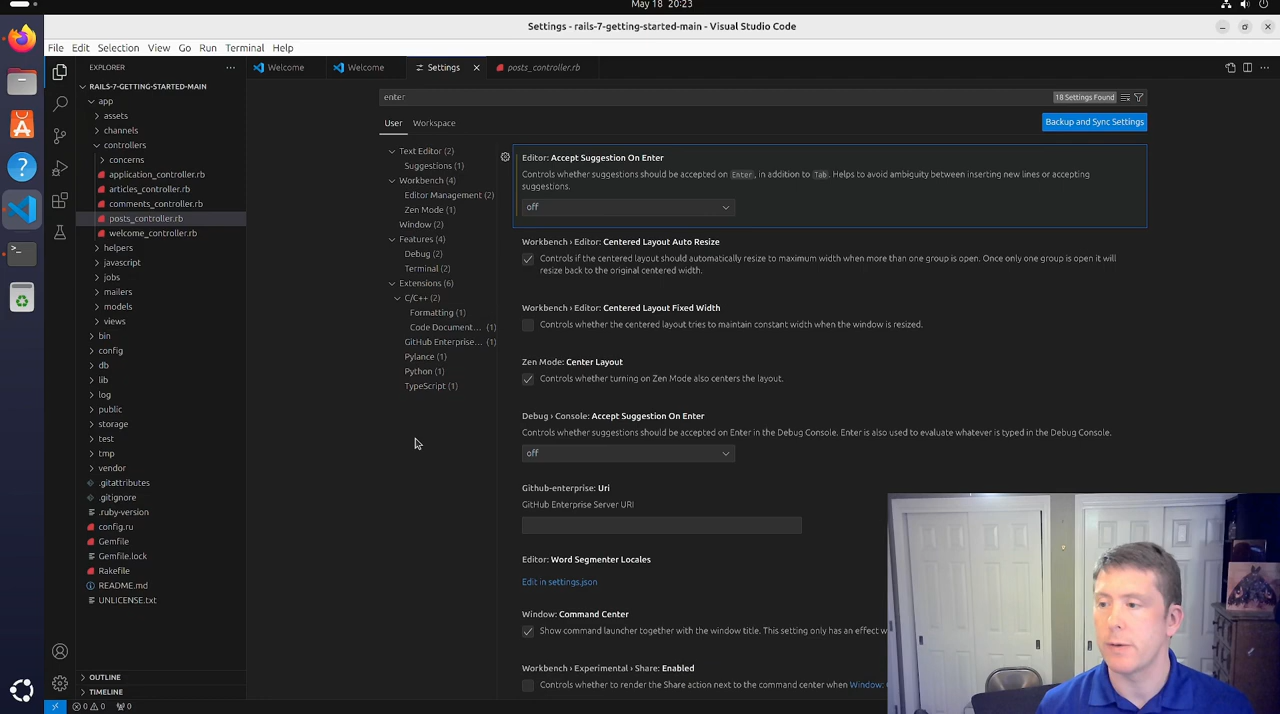 May 18 20:23
Settings - rails-7-getting-started-main - Visual Studio Code
File Edit Selection View Go Run Terminal Help
EXPLORER
Welcome
Welcome
Settings
posts_controller.rb
RAILS-7-GETTING-STARTED-MAIN
app
assets
channels
controllers
concerns
application_controller.rb
articles_controller.rb
comments_controller.rb
posts_controller.rb
welcome_controller.rb
helpers
javascript
jobs
mailers
models
views
bin
config
db
lib
log
public
storage
test
tmp
vendor
.gitattributes
.gitignore
.ruby-version
config.ru
Gemfile
Gemfile.lock
Rakefile
README.md
UNLICENSE.txt
OUTLINE
TIMELINE
0 0 0
enter
18 Settings Found
User Workspace
Backup and Sync Settings
Text Editor (2)
Suggestions (1)
Workbench (4)
Editor Management (2)
Zen Mode (1)
Window (2)
Features (4)
Debug (2)
Terminal (2)
Extensions (6)
C/C++ (2)
Formatting (1)
Code Document... (1)
GitHub Enterprise... (1)
Pylance (1)
Python (1)
TypeScript (1)
Editor: Accept Suggestion On Enter
Controls whether suggestions should be accepted on Enter, in addition to Tab. Helps to avoid ambiguity between inserting new lines or accepting
suggestions.
off
Workbench › Editor: Centered Layout Auto Resize
Controls if the centered layout should automatically resize to maximum width when more than one group is open. Once only one group is open it will
resize back to the original centered width.
Workbench › Editor: Centered Layout Fixed Width
Controls whether the centered layout tries to maintain constant width when the window is resized.
Zen Mode: Center Layout
Controls whether turning on Zen Mode also centers the layout.
Debug › Console: Accept Suggestion On Enter
Controls whether suggestions should be accepted on Enter in the Debug Console. Enter is also used to evaluate whatever is typed in the Debug Console.
off
Github-enterprise: Uri
GitHub Enterprise Server URI
Editor: Word Segmenter Locales
Edit in settings.json
Window: Command Center
Show command launcher together with the window title. This setting only has an effect w
Workbench › Experimental › Share: Enabled
Controls whether to render the Share action next to the command center when Window: C